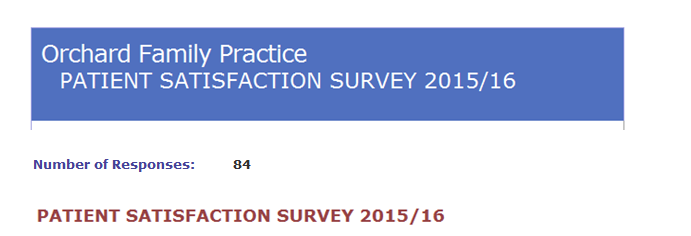 Orchard Family Practice
PATIENT SATISFACTION SURVEY 2015/16
Number of Responses: 84
PATIENT SATISFACTION SURVEY 2015/16